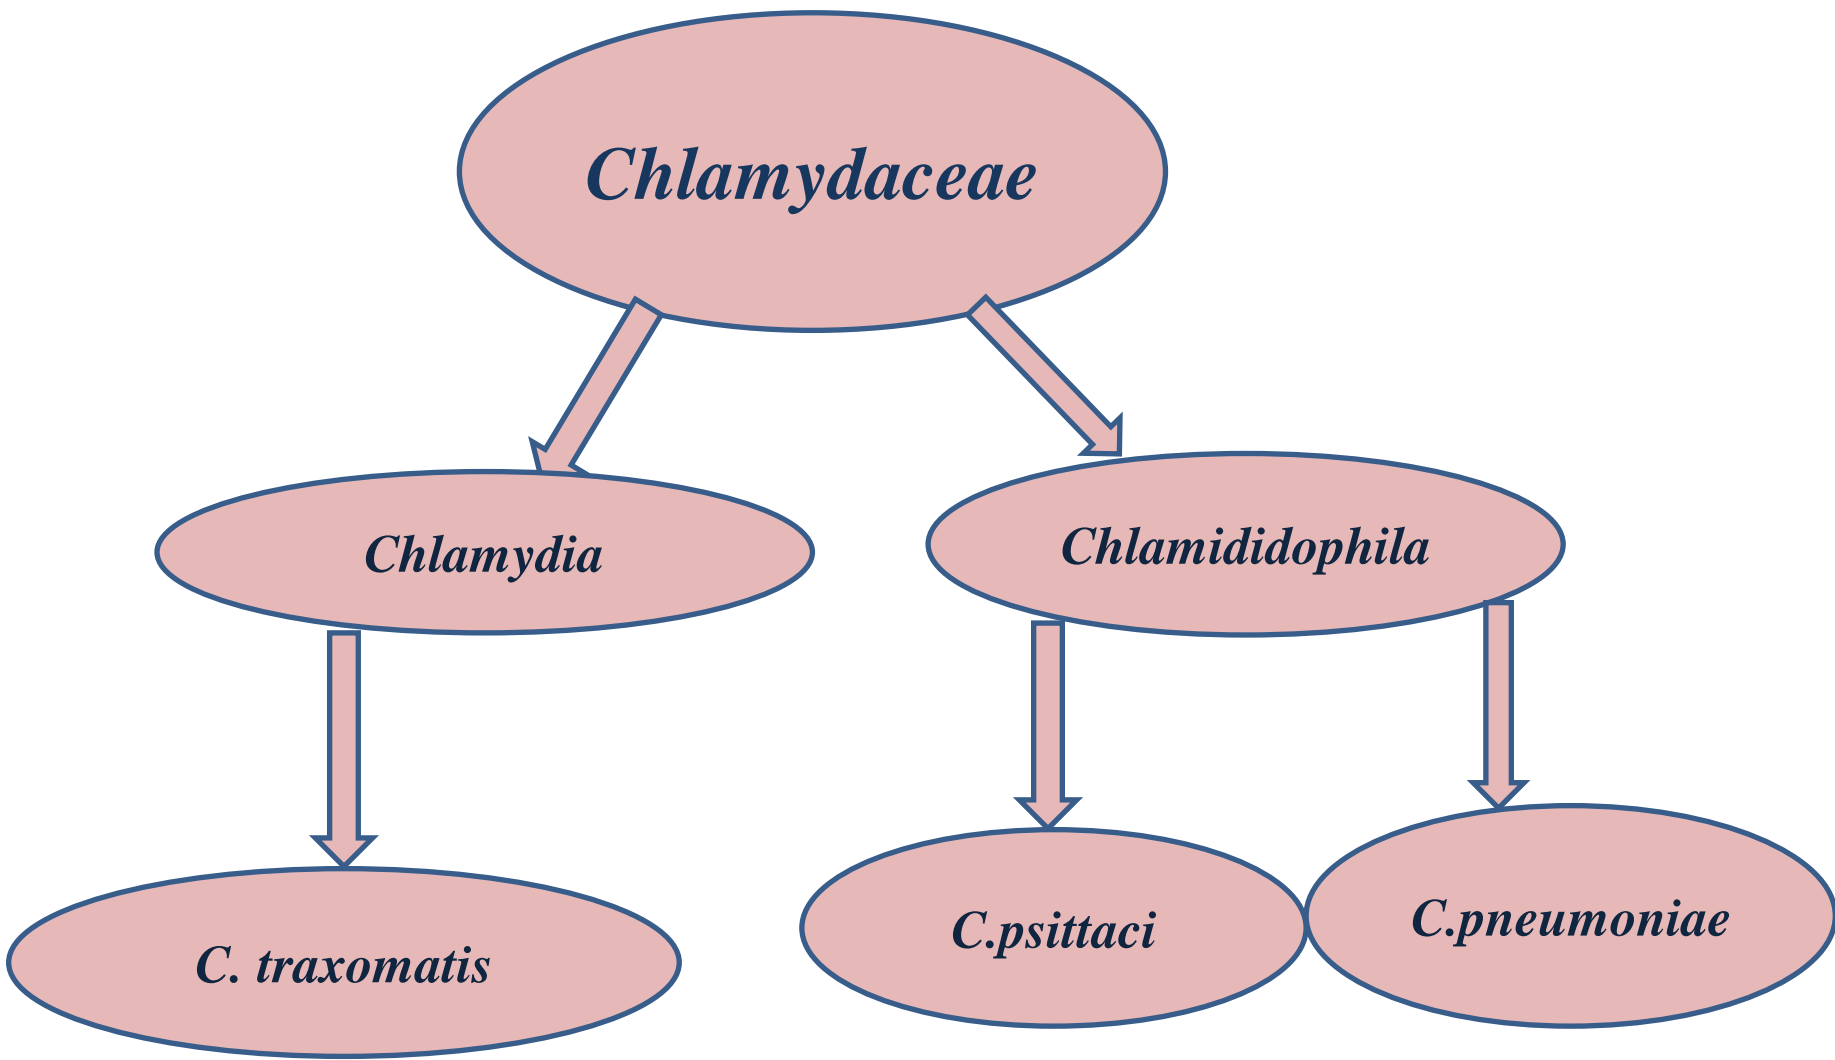 Chlamydaceae
Chlamydia
Chlamididophila
C. traxomatis
C.psittaci
C.pneumoniae